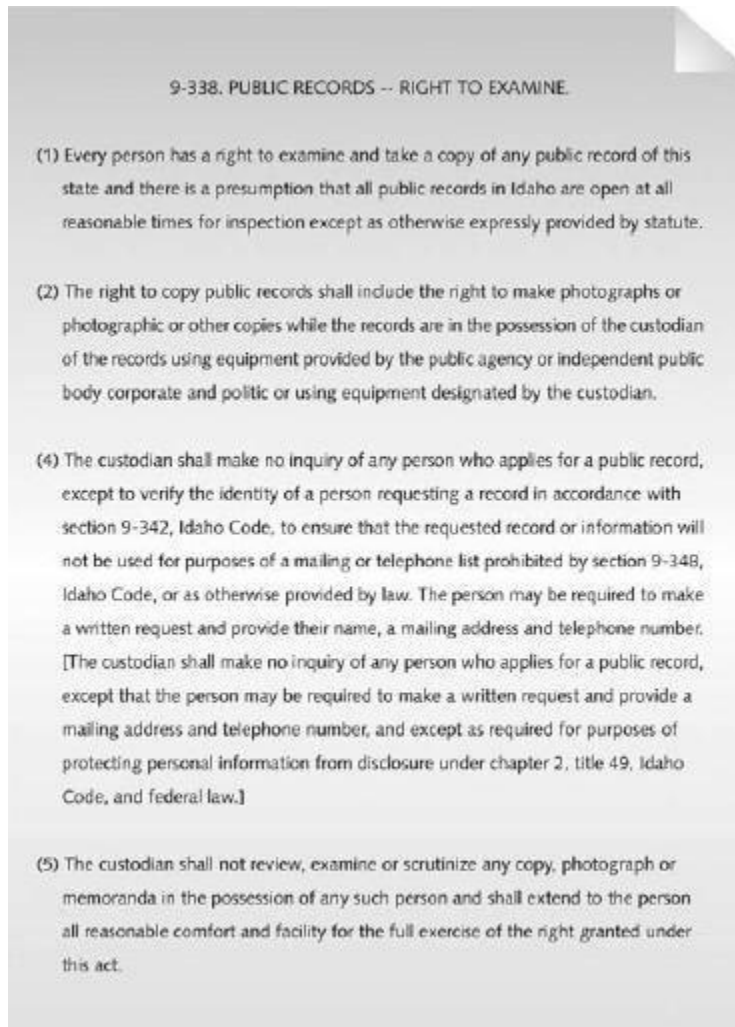 9-338. PUBLIC RECORDS -- RIGHT TO EXAMINE.
(1) Every person has a right to examine and take a copy of any public record of this
state and there is a presumption that all public records in Idaho are open at all
reasonable times for inspection except as otherwise expressly provided by statute.
(2) The right to copy public records shall include the right to make photographs or
photographic or other copies while the records are in the possession of the custodian
of the records using equipment provided by the public agency or independent public
body corporate and politic or using equipment designated by the custodian.
(4) The custodian shall make no inquiry of any person who applies for a public record,
except to verify the identity of a person requesting a record in accordance with
section 9-342, Idaho Code, to ensure that the requested record or information will
not be used for purposes of a mailing or telephone list prohibited by section 9-348,
Idaho Code, or as otherwise provided by law. The person may be required to make
a written request and provide their name, a mailing address and telephone number.
[The custodian shall make no inquiry of any person who applies for a public record,
except that the person may be required to make a written request and provide a
mailing address and telephone number, and except as required for purposes of
protecting personal information from disclosure under chapter 2, title 49, Idaho
Code, and federal law.]
(5) The custodian shall not review, examine or scrutinize any copy, photograph or
memoranda in the possession of any such person and shall extend to the person
all reasonable comfort and facility for the full exercise of the right granted under
this act.